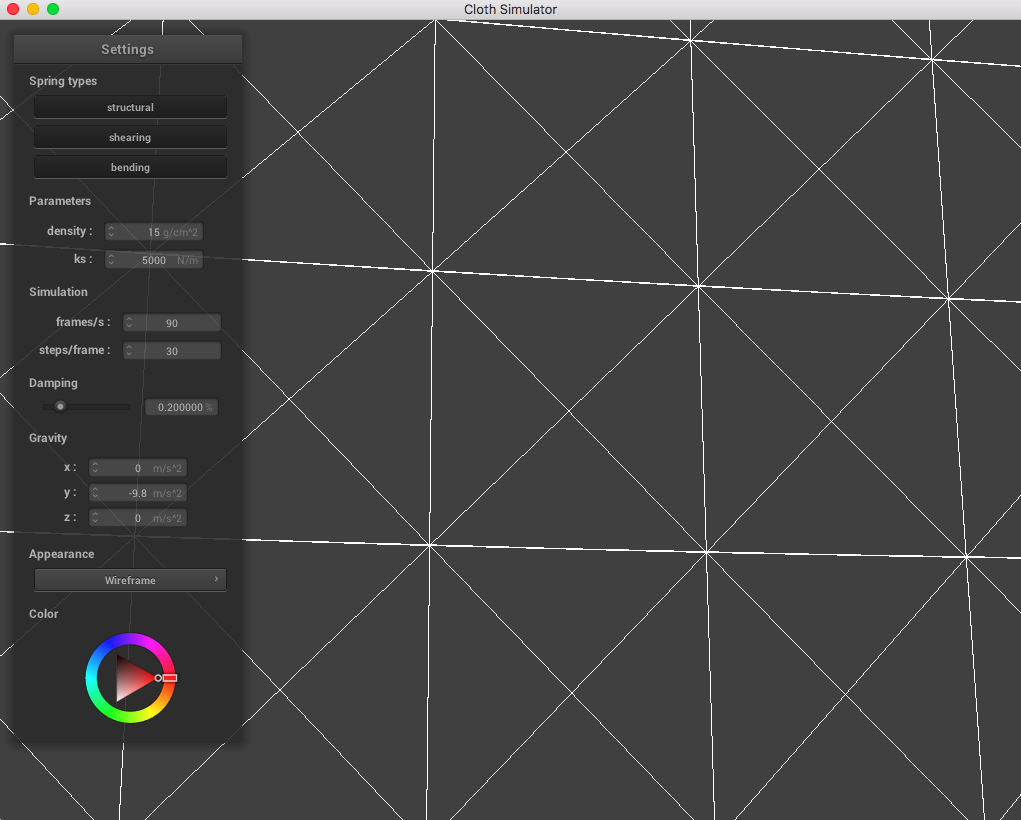 Cloth Simulator
Settings
Spring types
structural
shearing
bending
Parameters
density : 15 g/cm^2
ks : 5000 N/m
Simulation
frames/s : 90
steps/frame : 30
Damping
0.200000 %
Gravity
x : 0 m/s^2
y : -9.8 m/s^2
z : 0 m/s^2
Appearance
Wireframe
Color